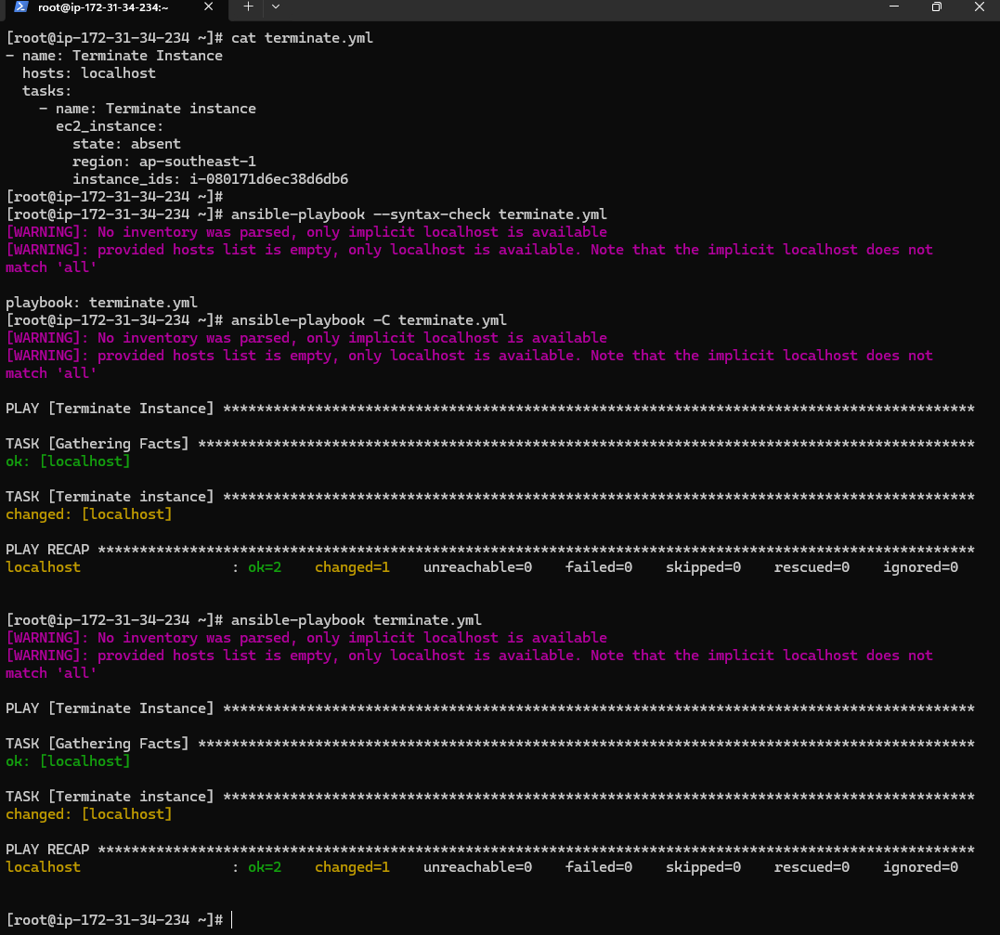 root@ip-172-31-34-234:~
[root@ip-172-31-34-234 ~]# cat terminate.yml
- name: Terminate Instance
  hosts: localhost
  tasks:
    - name: Terminate instance
      ec2_instance:
        state: absent
        region: ap-southeast-1
        instance_ids: i-080171d6ec38d6db6
[root@ip-172-31-34-234 ~]#
[root@ip-172-31-34-234 ~]# ansible-playbook --syntax-check terminate.yml
[WARNING]: No inventory was parsed, only implicit localhost is available
[WARNING]: provided hosts list is empty, only localhost is available. Note that the implicit localhost does not
match 'all'
playbook: terminate.yml
[root@ip-172-31-34-234 ~]# ansible-playbook -C terminate.yml
[WARNING]: No inventory was parsed, only implicit localhost is available
[WARNING]: provided hosts list is empty, only localhost is available. Note that the implicit localhost does not
match 'all'
PLAY [Terminate Instance] ******************************************************************************************
TASK [Gathering Facts] *********************************************************************************************
ok: [localhost]
TASK [Terminate instance] ******************************************************************************************
changed: [localhost]
PLAY RECAP *********************************************************************************************************
localhost                  : ok=2    changed=1    unreachable=0    failed=0    skipped=0    rescued=0    ignored=0
[root@ip-172-31-34-234 ~]# ansible-playbook terminate.yml
[WARNING]: No inventory was parsed, only implicit localhost is available
[WARNING]: provided hosts list is empty, only localhost is available. Note that the implicit localhost does not
match 'all'
PLAY [Terminate Instance] ******************************************************************************************
TASK [Gathering Facts] *********************************************************************************************
ok: [localhost]
TASK [Terminate instance] ******************************************************************************************
changed: [localhost]
PLAY RECAP *********************************************************************************************************
localhost                  : ok=2    changed=1    unreachable=0    failed=0    skipped=0    rescued=0    ignored=0
[root@ip-172-31-34-234 ~]#